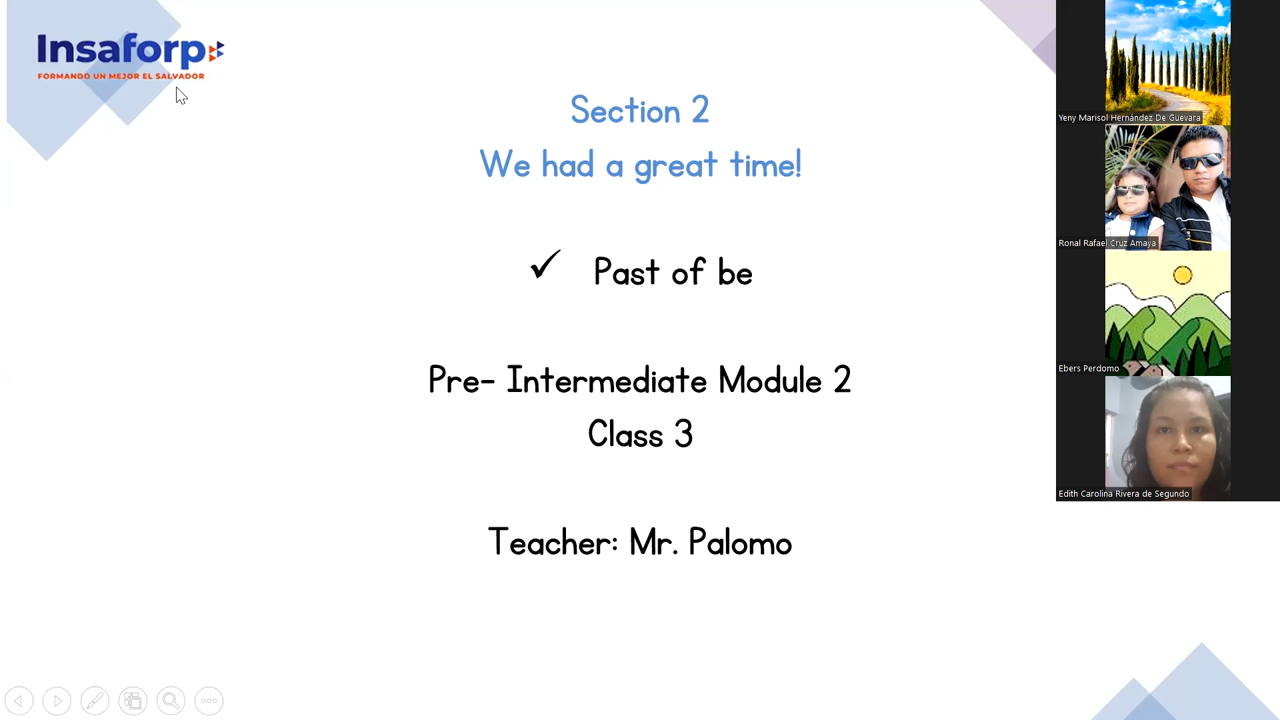 Insaforp
FORMANDO UN MEJOR EL SALVADOR
Section 2
We had a great time!
✓ Past of be
Pre- Intermediate Module 2
Class 3
Teacher: Mr. Palomo
Yeny Marisol Hernández De Guevara
Ronal Rafael Cruz Amaya
Ebers Perdomo
Edith Carolina Rivera de Segundo